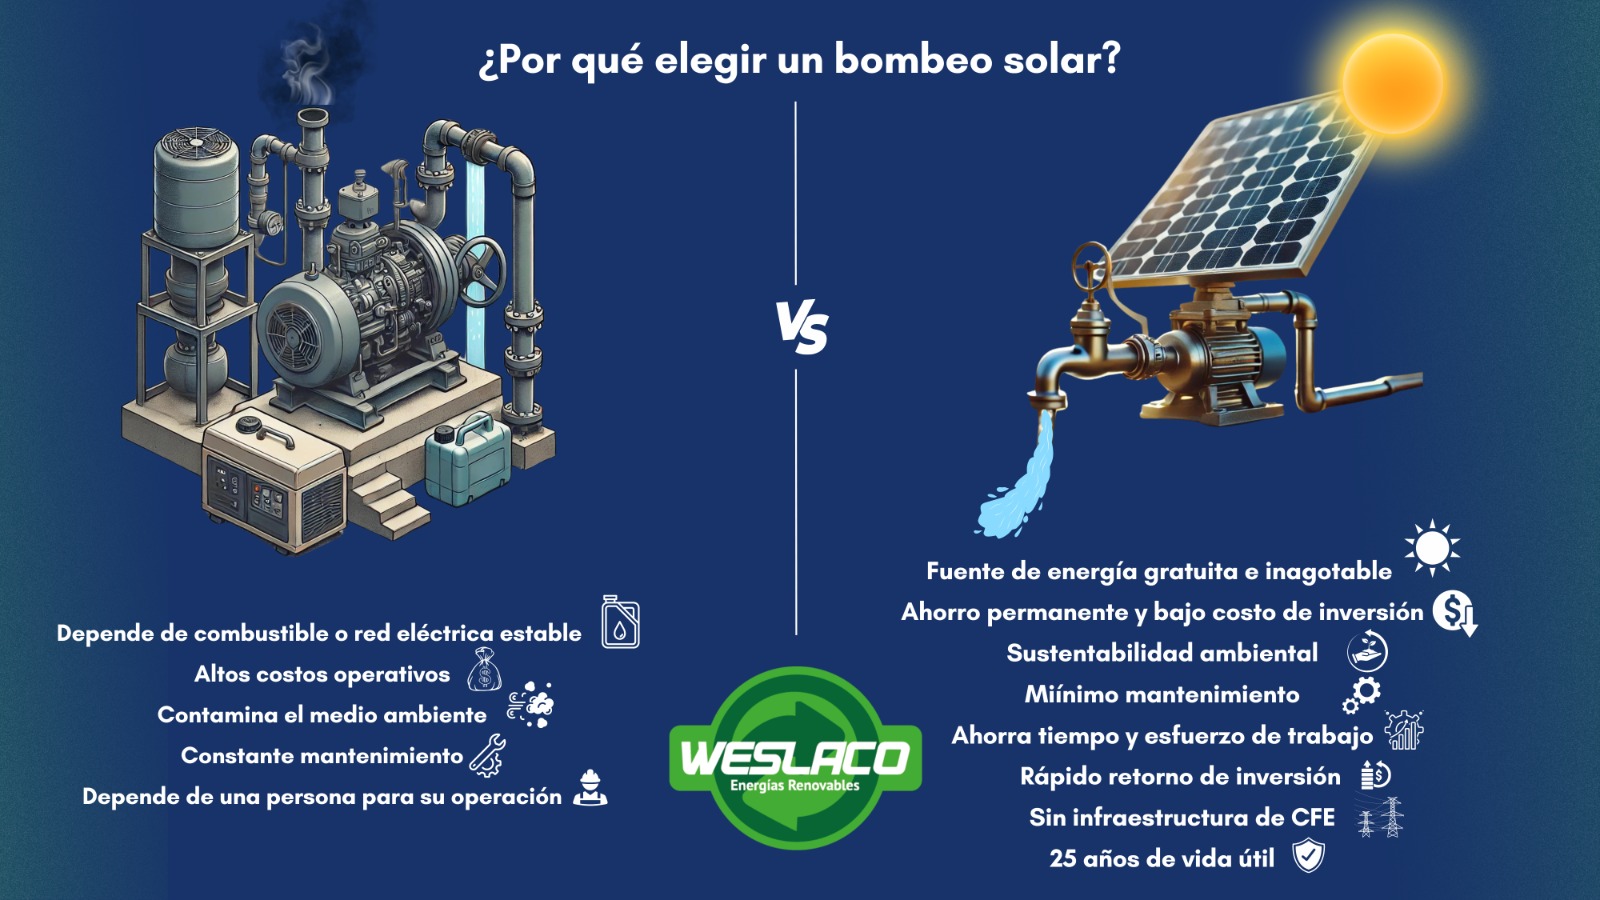 ¿Por qué elegir un bombeo solar?
VS
Depende de combustible o red eléctrica estable
Altos costos operativos
Contamina el medio ambiente
Constante mantenimiento
Depende de una persona para su operación
WESLACO
Energías Renovables
Fuente de energía gratuita e inagotable
Ahorro permanente y bajo costo de inversión
Sustentabilidad ambiental
Miínimo mantenimiento
Ahorra tiempo y esfuerzo de trabajo
Rápido retorno de inversión
Sin infraestructura de CFE
25 años de vida útil